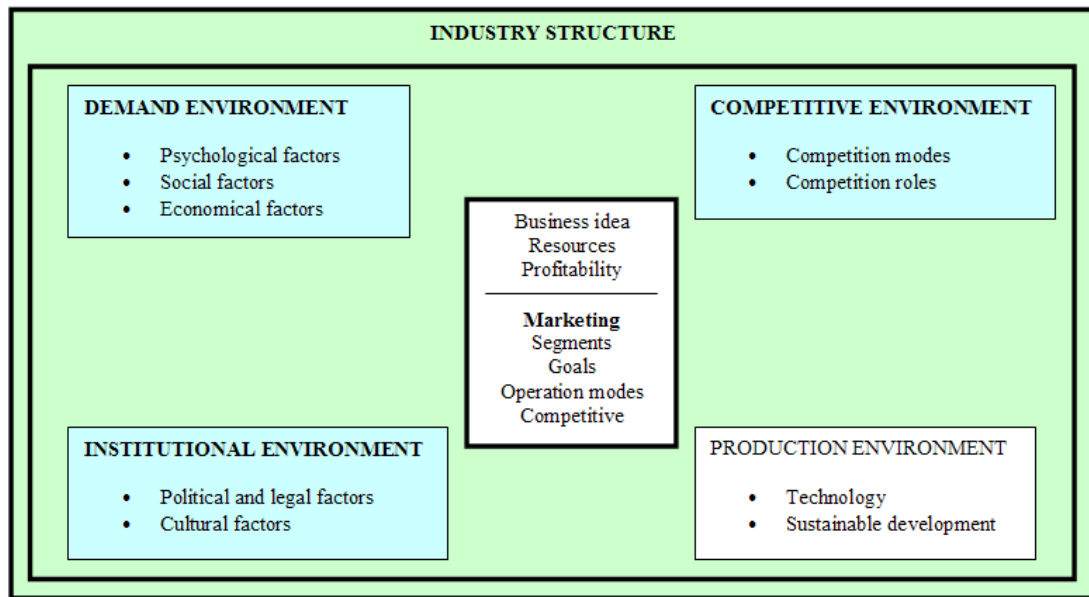 INDUSTRY STRUCTURE
DEMAND ENVIRONMENT
• Psychological factors
• Social factors
• Economical factors
COMPETITIVE ENVIRONMENT
• Competition modes
• Competition roles
Business idea
Resources
Profitability
Marketing
Segments
Goals
Operation modes
Competitive
INSTITUTIONAL ENVIRONMENT
• Political and legal factors
• Cultural factors
PRODUCTION ENVIRONMENT
• Technology
• Sustainable development